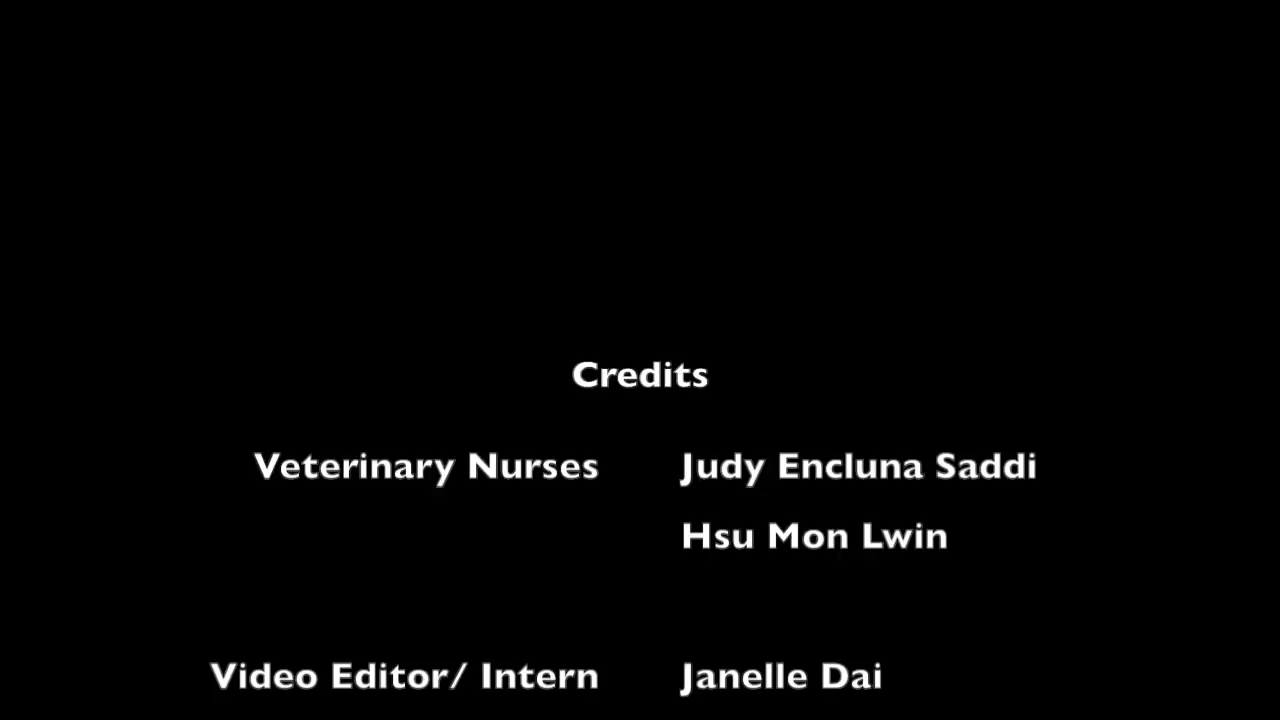 Credits
Veterinary Nurses Judy Encluna Saddi
Hsu Mon Lwin
Video Editor/ Intern Janelle Dai